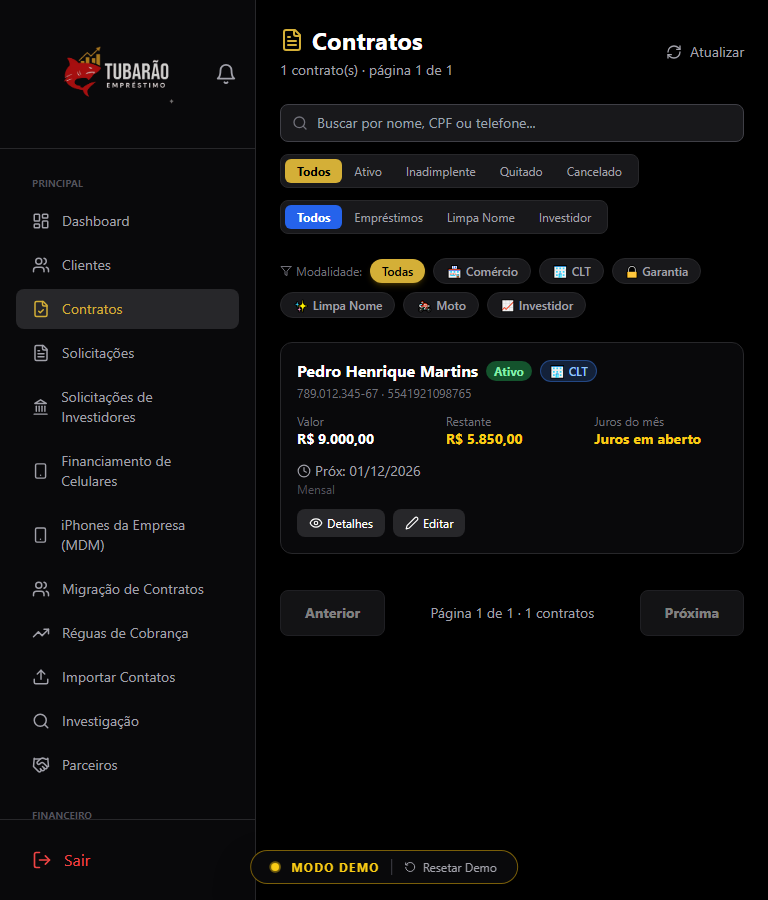 TUBARÃO
EMPRÉSTIMO
PRINCIPAL
Dashboard
Clientes
Contratos
Solicitações
Solicitações de
Investidores
Financiamento de
Celulares
iPhones da Empresa
(MDM)
Migração de Contratos
Réguas de Cobrança
Importar Contatos
Investigação
Parceiros
FINANCEIRO
Sair
Contratos
1 contrato(s) · página 1 de 1
Atualizar
Buscar por nome, CPF ou telefone...
Todos Ativo Inadimplente Quitado Cancelado
Todos Empréstimos Limpa Nome Investidor
Modalidade: Todas Comércio CLT Garantia
Limpa Nome Moto Investidor
Pedro Henrique Martins Ativo CLT
789.012.345-67 · 5541921098765
Valor Restante Juros do mês
R$ 9.000,00 R$ 5.850,00 Juros em aberto
Próx: 01/12/2026
Mensal
Detalhes Editar
Anterior Página 1 de 1 · 1 contratos Próxima
MODO DEMO Resetar Demo